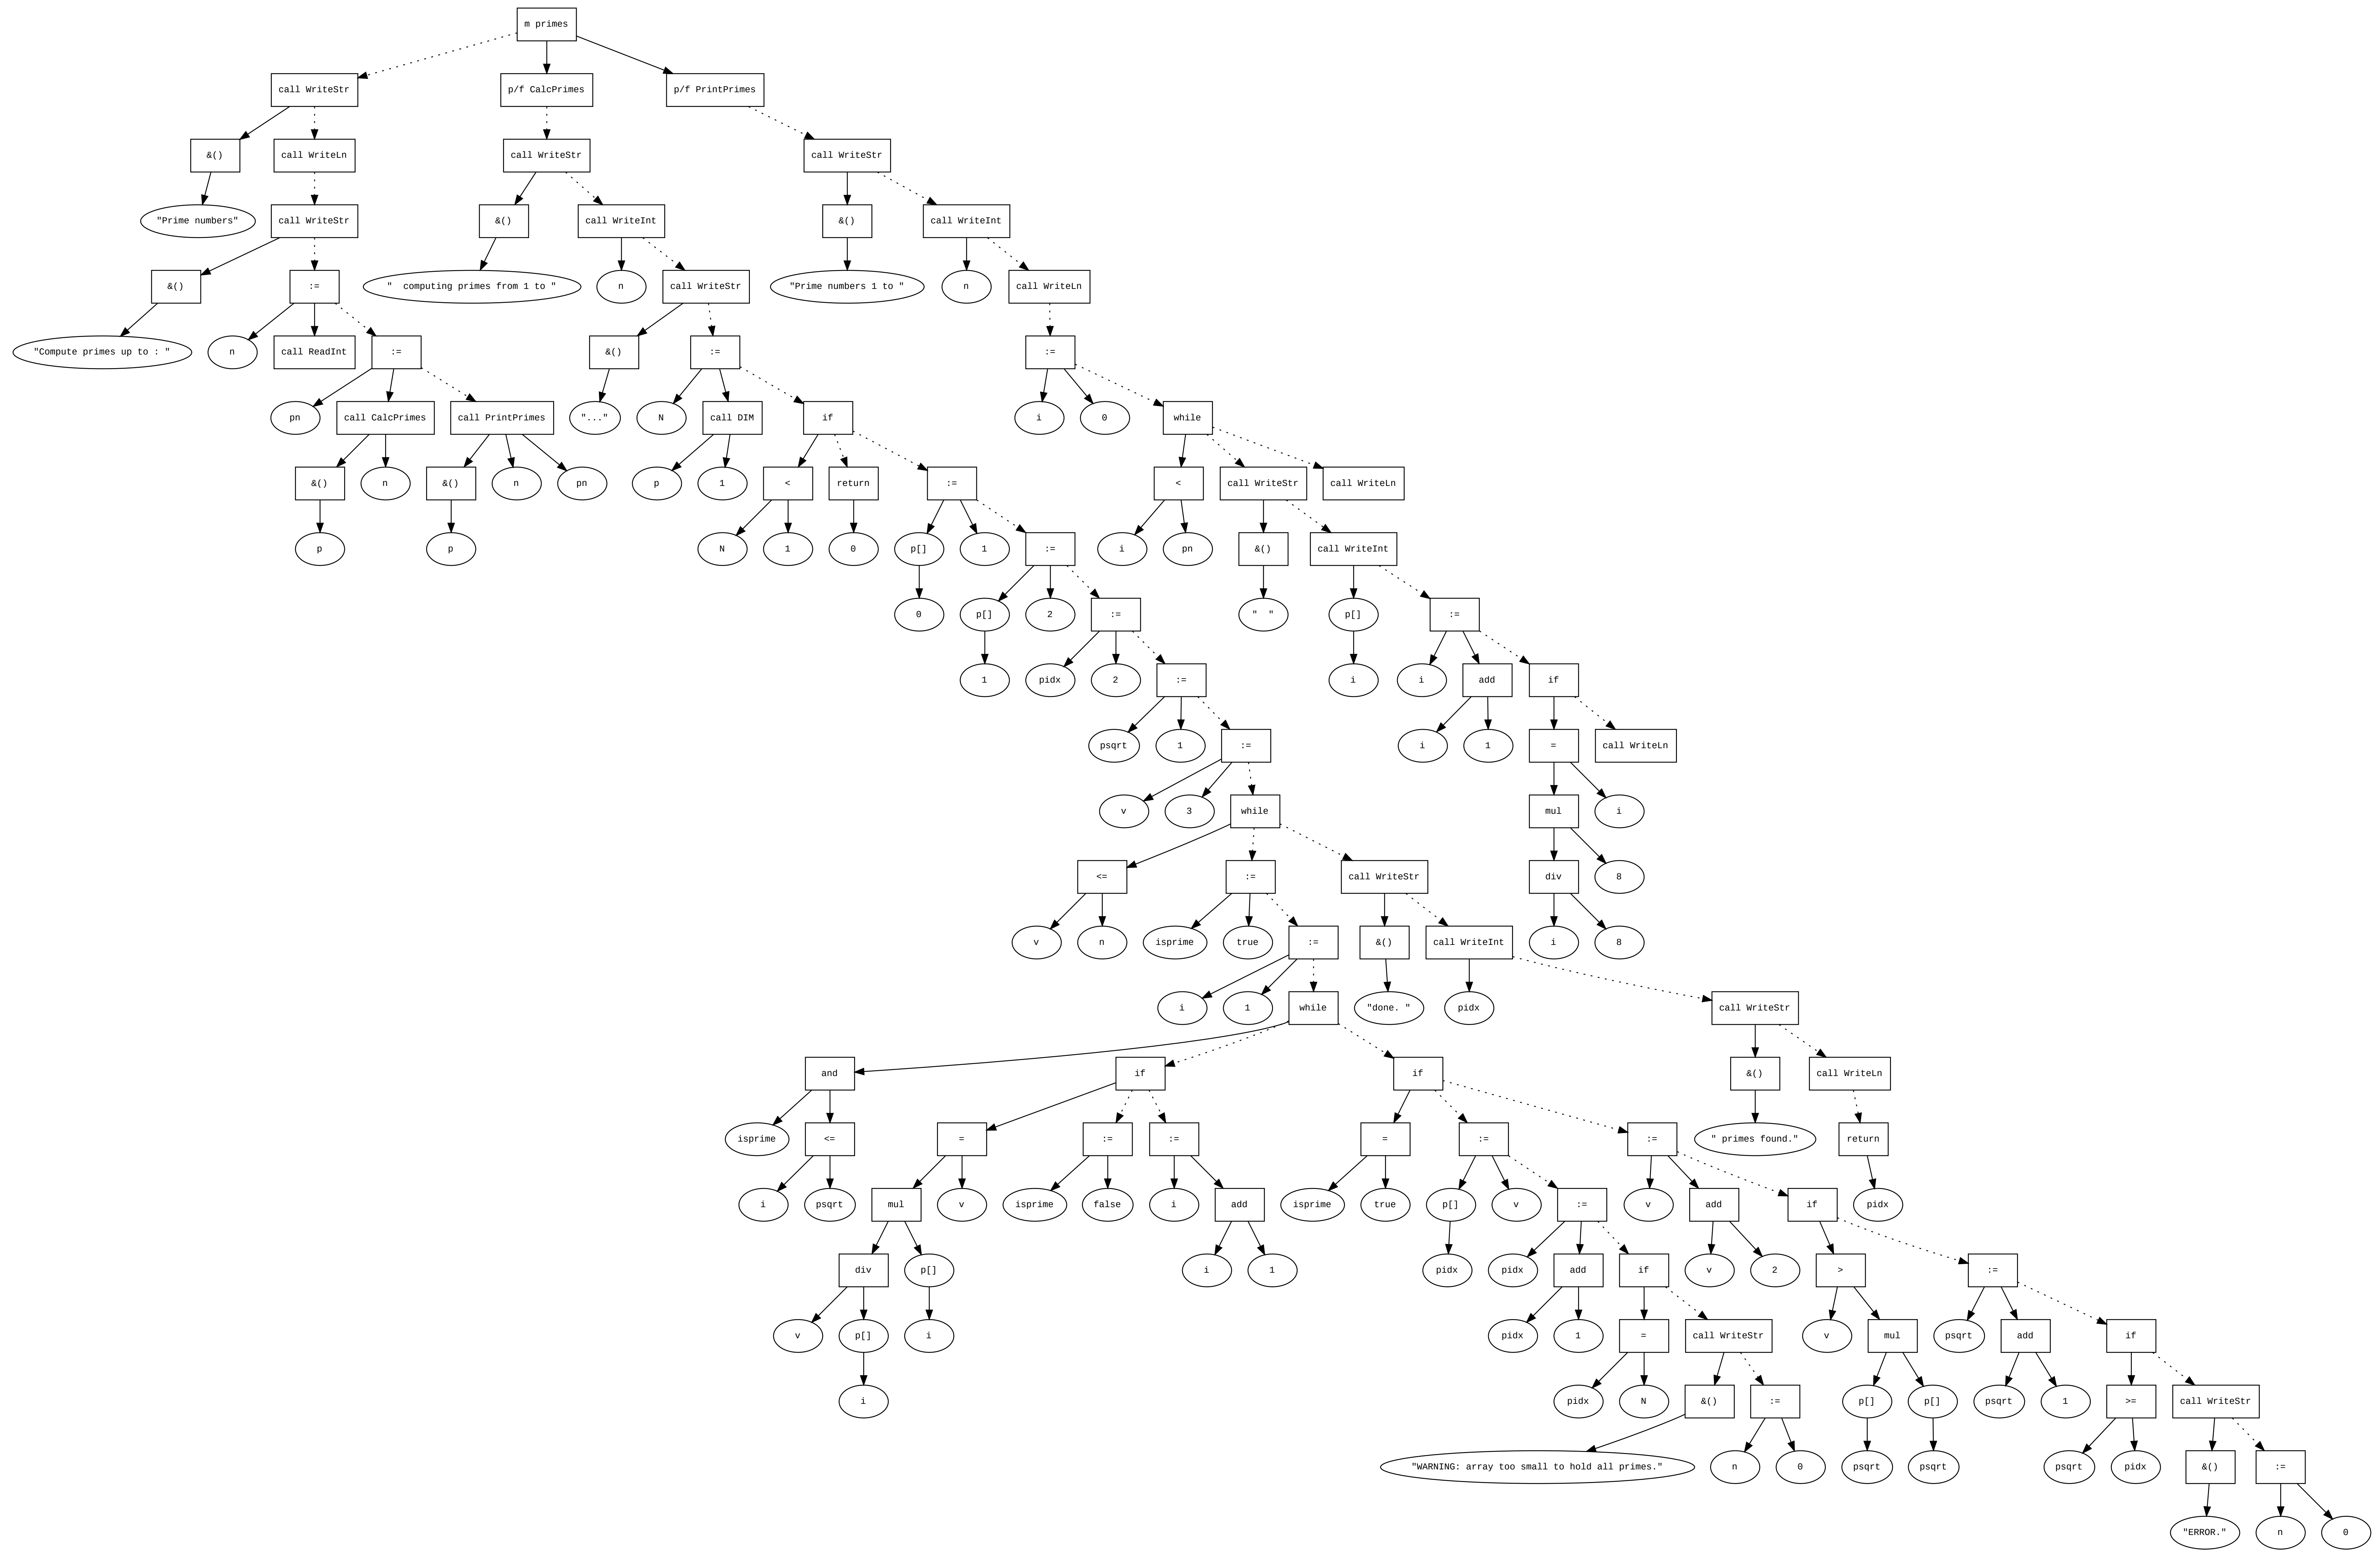 m primes
call WriteStr
p/f CalcPrimes
p/f PrintPrimes
&()
call WriteLn
call WriteStr
call WriteStr
"Prime numbers"
call WriteStr
&()
call WriteInt
&()
call WriteInt
&()
:=
"  computing primes from 1 to "
n
call WriteStr
"Prime numbers 1 to "
n
call WriteLn
"Compute primes up to : "
n
call ReadInt
:=
&()
:=
:=
pn
call CalcPrimes
call PrintPrimes
"..."
N
call DIM
if
i
0
while
&()
n
&()
n
pn
p
1
<
return
:=
<
call WriteStr
call WriteLn
p
p
N
1
0
p[]
1
:=
i
pn
&()
call WriteInt
0
p[]
2
:=
"  "
p[]
:=
1
pidx
2
:=
i
i
add
if
psqrt
1
:=
i
1
=
call WriteLn
v
3
while
mul
i
<=
:=
call WriteStr
div
8
v
n
isprime
true
:=
&()
call WriteInt
i
8
i
1
while
"done. "
pidx
call WriteStr
and
if
if
&()
call WriteLn
isprime
<=
=
:=
:=
=
:=
:=
" primes found."
return
i
psqrt
mul
v
isprime
false
i
add
isprime
true
p[]
v
:=
v
add
if
pidx
div
p[]
i
1
pidx
pidx
add
if
v
2
>
:=
v
p[]
i
pidx
1
=
call WriteStr
v
mul
psqrt
add
if
i
pidx
N
&()
:=
p[]
p[]
psqrt
1
>=
call WriteStr
"WARNING: array too small to hold all primes."
n
0
psqrt
psqrt
psqrt
pidx
&()
:=
"ERROR."
n
0